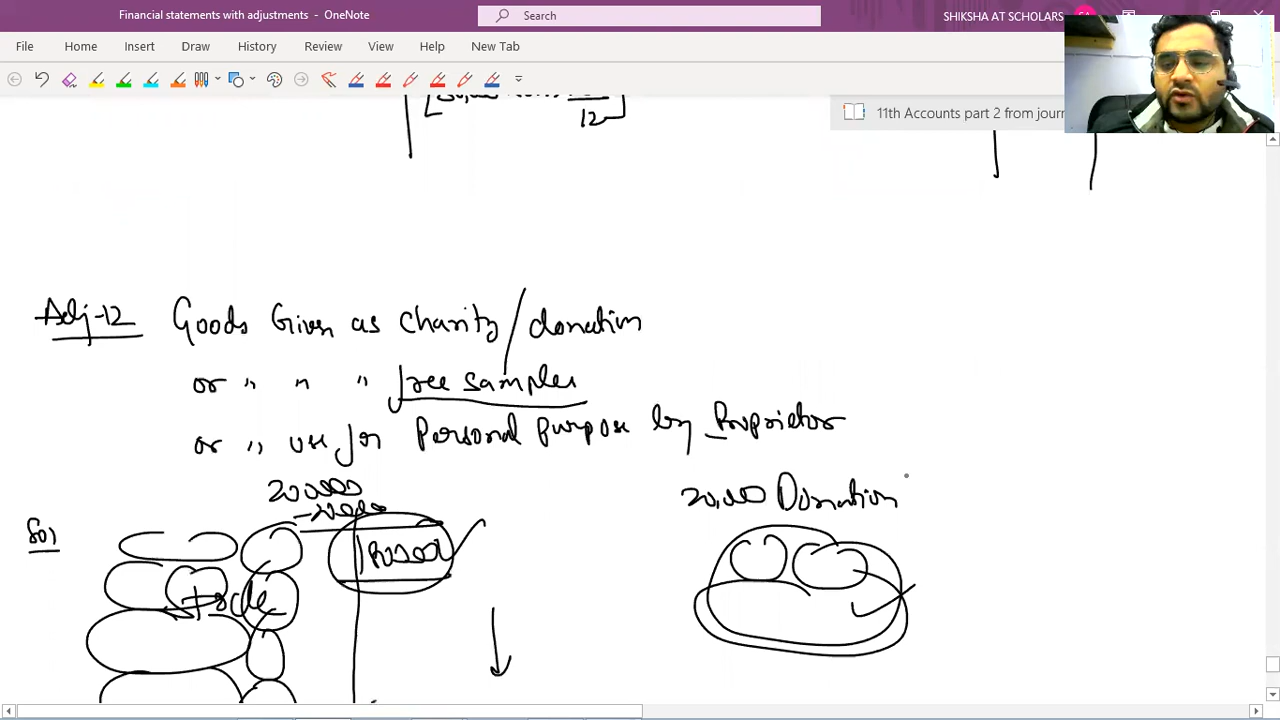 Financial statements with adjustments - OneNote
Search
SHIKSHA AT SCHOLARS
File Home Insert Draw History Review View Help New Tab
12
11th Accounts part 2 from journ
Adj-12 Goods Given as charity/donation
or " " " free samples
or " use for Personal purpose by Proprietor
200000
-20000
180000
20,000 Donation
Sol